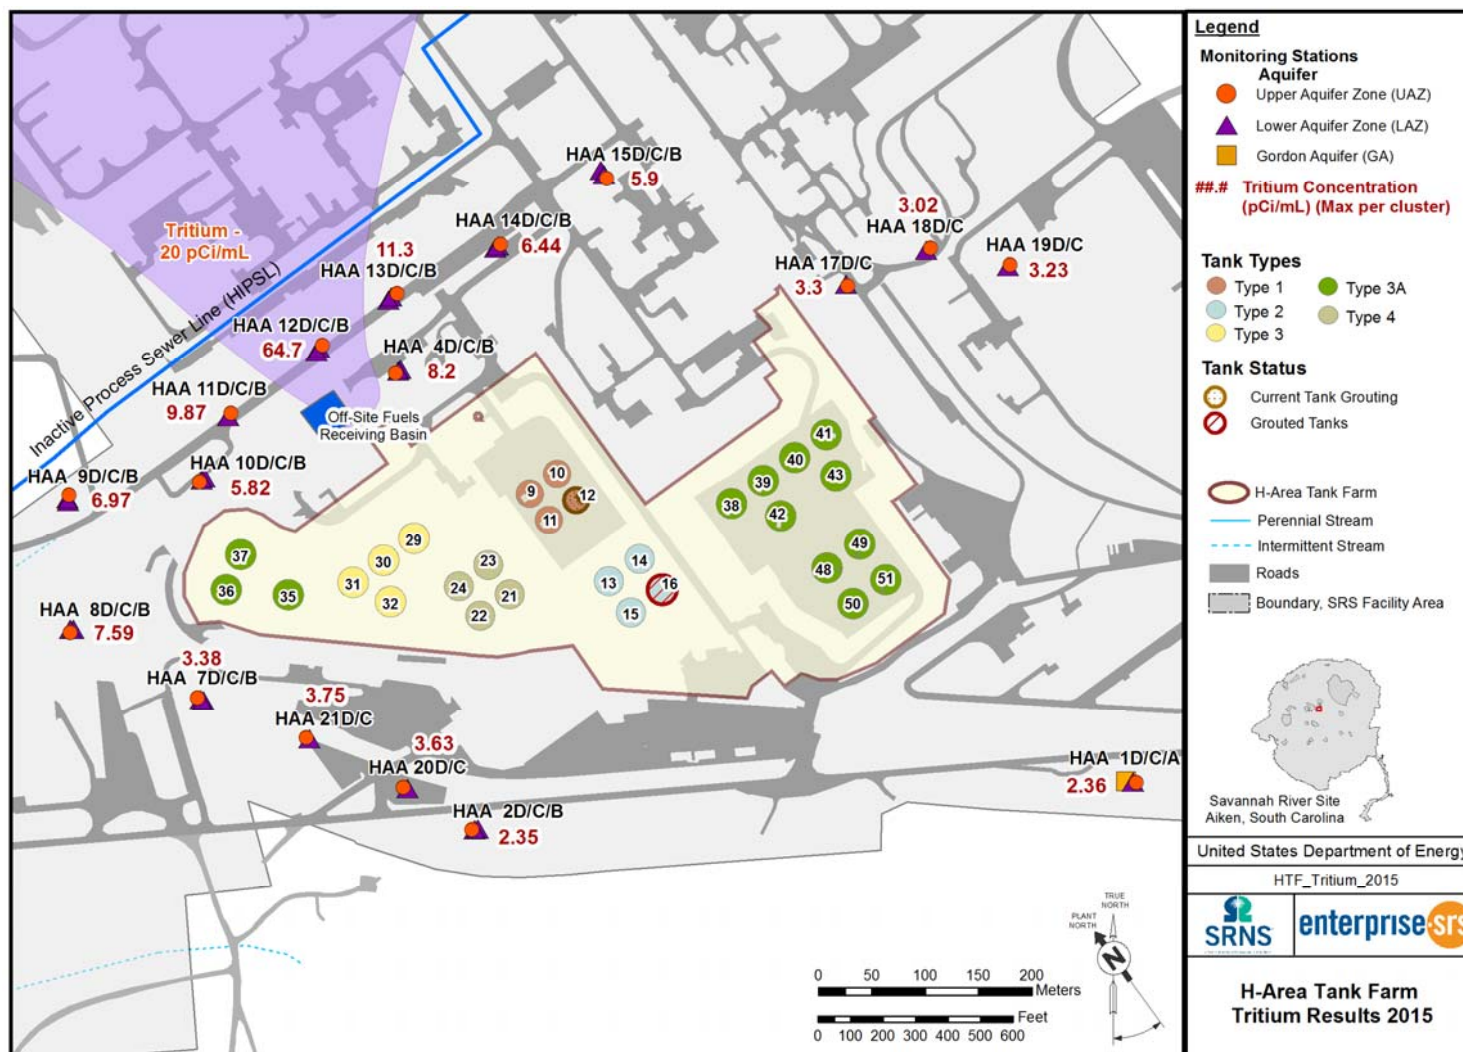 HAA 15D/C/B
5.9
HAA 14D/C/B
6.44
3.02
HAA 18D/C
HAA 19D/C
3.23
HAA 17D/C
3.3
Tritium -
20 pCi/mL
11.3
HAA 13D/C/B
Inactive Process Sewer Line (HIPSL)
HAA 12D/C/B
64.7
HAA 4D/C/B
8.2
HAA 11D/C/B
9.87
Off-Site Fuels
Receiving Basin
HAA 10D/C/B
5.82
HAA 9D/C/B
6.97
41
40
43
39
38
42
10
9
12
11
49
48
51
50
14
13
16
15
29
30
31
32
23
24
21
22
37
36
35
HAA 8D/C/B
7.59
3.38
HAA 7D/C/B
3.75
HAA 21D/C
3.63
HAA 20D/C
HAA 2D/C/B
2.35
HAA 1D/C/A
2.36
TRUE
NORTH
PLANT
NORTH
N
0 50 100 150 200
Meters
Feet
0 100 200 300 400 500 600
Legend
Monitoring Stations
Aquifer
Upper Aquifer Zone (UAZ)
Lower Aquifer Zone (LAZ)
Gordon Aquifer (GA)
##.# Tritium Concentration
(pCi/mL) (Max per cluster)
Tank Types
Type 1
Type 3A
Type 2
Type 4
Type 3
Tank Status
Current Tank Grouting
Grouted Tanks
H-Area Tank Farm
Perennial Stream
Intermittent Stream
Roads
Boundary, SRS Facility Area
Savannah River Site
Aiken, South Carolina
United States Department of Energy
HTF_Tritium_2015
SRNS
enterprise·srs
H-Area Tank Farm
Tritium Results 2015